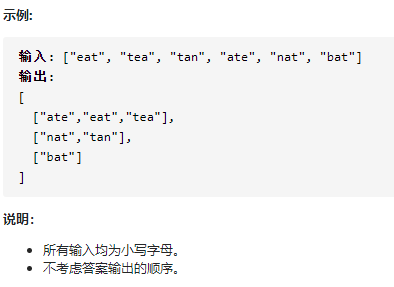 示例:
输入: ["eat", "tea", "tan", "ate", "nat", "bat"]
输出:
[
  ["ate","eat","tea"],
  ["nat","tan"],
  ["bat"]
]
说明：
• 所有输入均为小写字母。
• 不考虑答案输出的顺序。